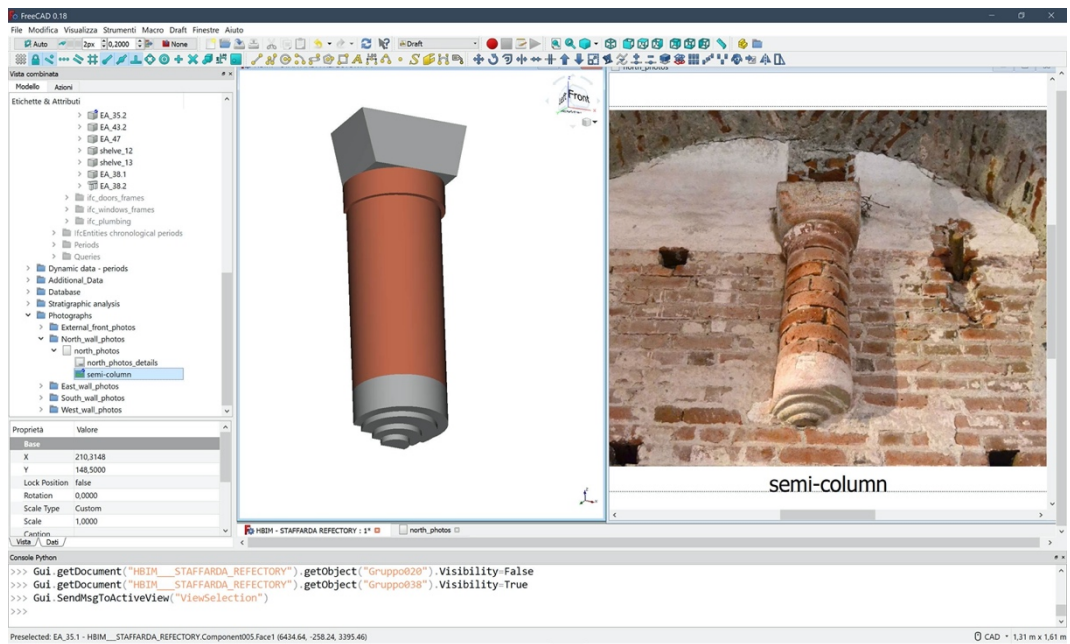 FreeCAD 0.18
File Modifica Visualizza Strumenti Macro Draft Finestre Aiuto
Auto 2px 0,2000 None Draft
Vista combinata
Modello Azioni
Etichette & Attributi
EA_35.2
EA_43.2
EA_47
shelve_12
shelve_13
EA_38.1
EA_38.2
ifc_doors_frames
ifc_windows_frames
ifc_plumbing
IfcEntities chronological periods
Periods
Queries
Dynamic data - periods
Additional_Data
Database
Stratigraphic analysis
Photographs
External_front_photos
North_wall_photos
north_photos
north_photos_details
semi-column
East_wall_photos
South_wall_photos
West_wall_photos
Proprietà Valore
Base
X 210,3148
Y 148,5000
Lock Position false
Rotation 0,0000
Scale Type Custom
Scale 1,0000
Caption
Vista Dati
Front
north_photos
semi-column
HBIM - STAFFARDA REFECTORY : 1* north_photos
Console Python
>>> Gui.getDocument("HBIM___STAFFARDA_REFECTORY").getObject("Gruppo020").Visibility=False
>>> Gui.getDocument("HBIM___STAFFARDA_REFECTORY").getObject("Gruppo038").Visibility=True
>>> Gui.SendMsgToActiveView("ViewSelection")
>>>
Preselected: EA_35.1 - HBIM___STAFFARDA_REFECTORY.Component005.Face1 (6434.64, -258.24, 3395.46) CAD 1,31 m x 1,61 m